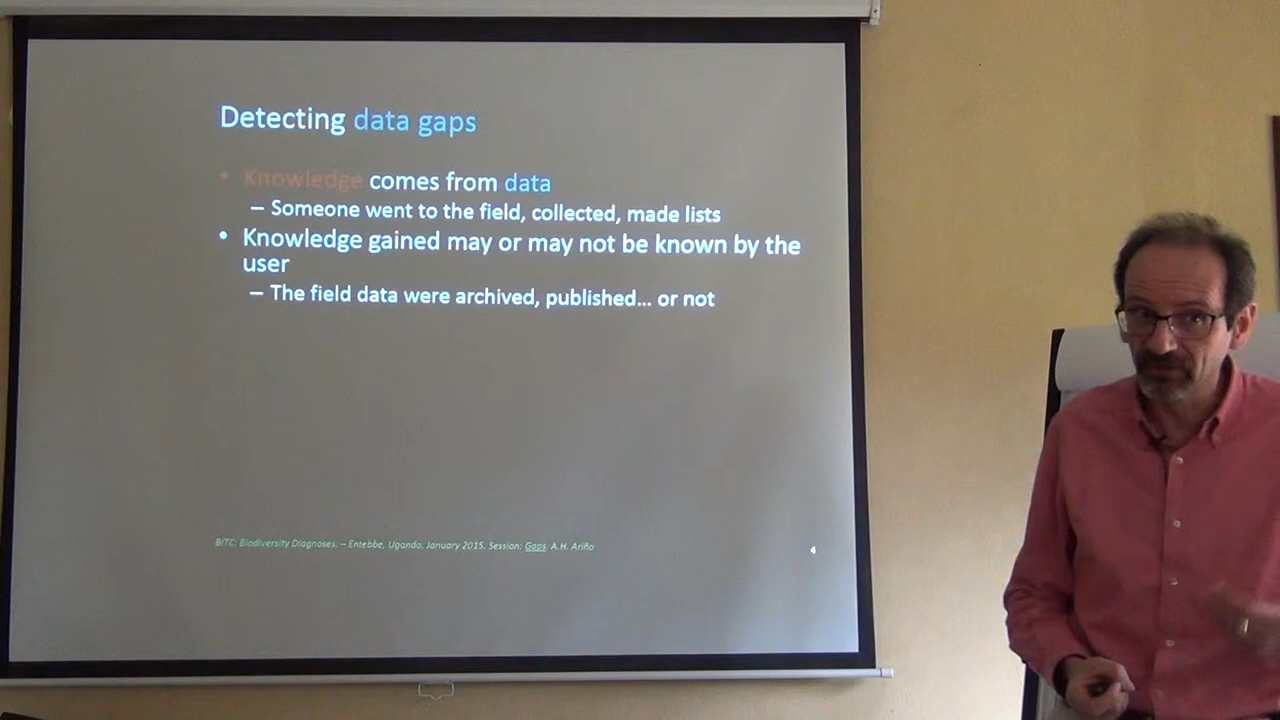 Detecting data gaps
• Knowledge comes from data
– Someone went to the field, collected, made lists
• Knowledge gained may or may not be known by the
user
– The field data were archived, published... or not
BITC: Biodiversity Diagnoses. – Entebbe, Uganda, January 2015. Session: Gaps. A.H. Ariño
4